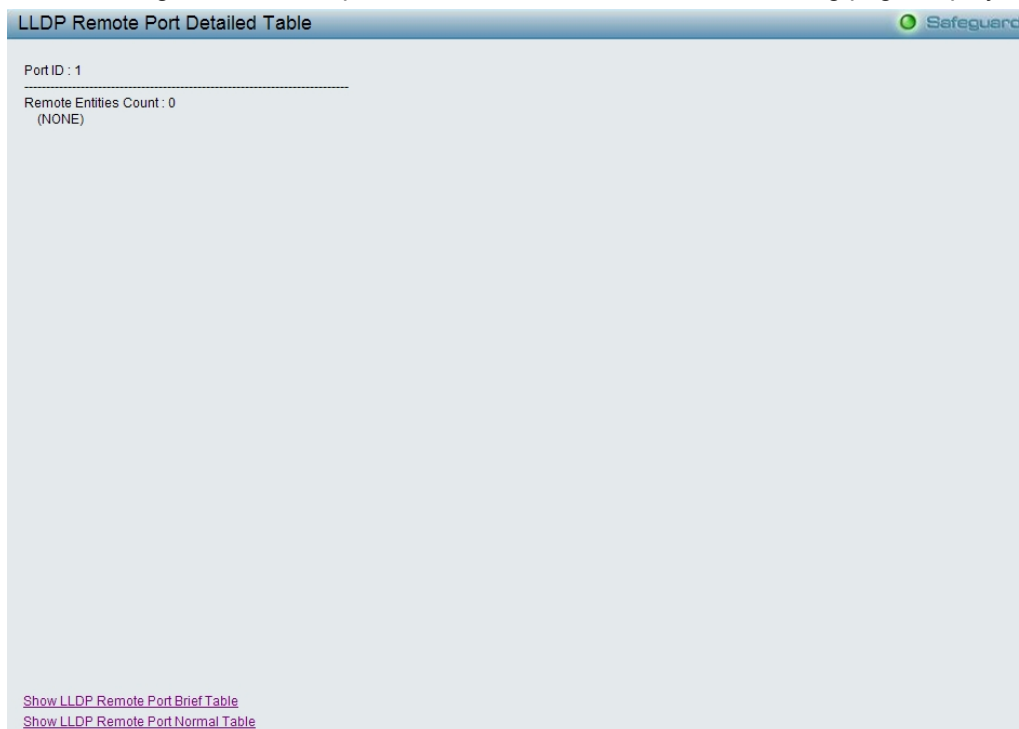 LLDP Remote Port Detailed Table
Safeguard
Port ID : 1
Remote Entities Count : 0
(NONE)
Show LLDP Remote Port Brief Table
Show LLDP Remote Port Normal Table